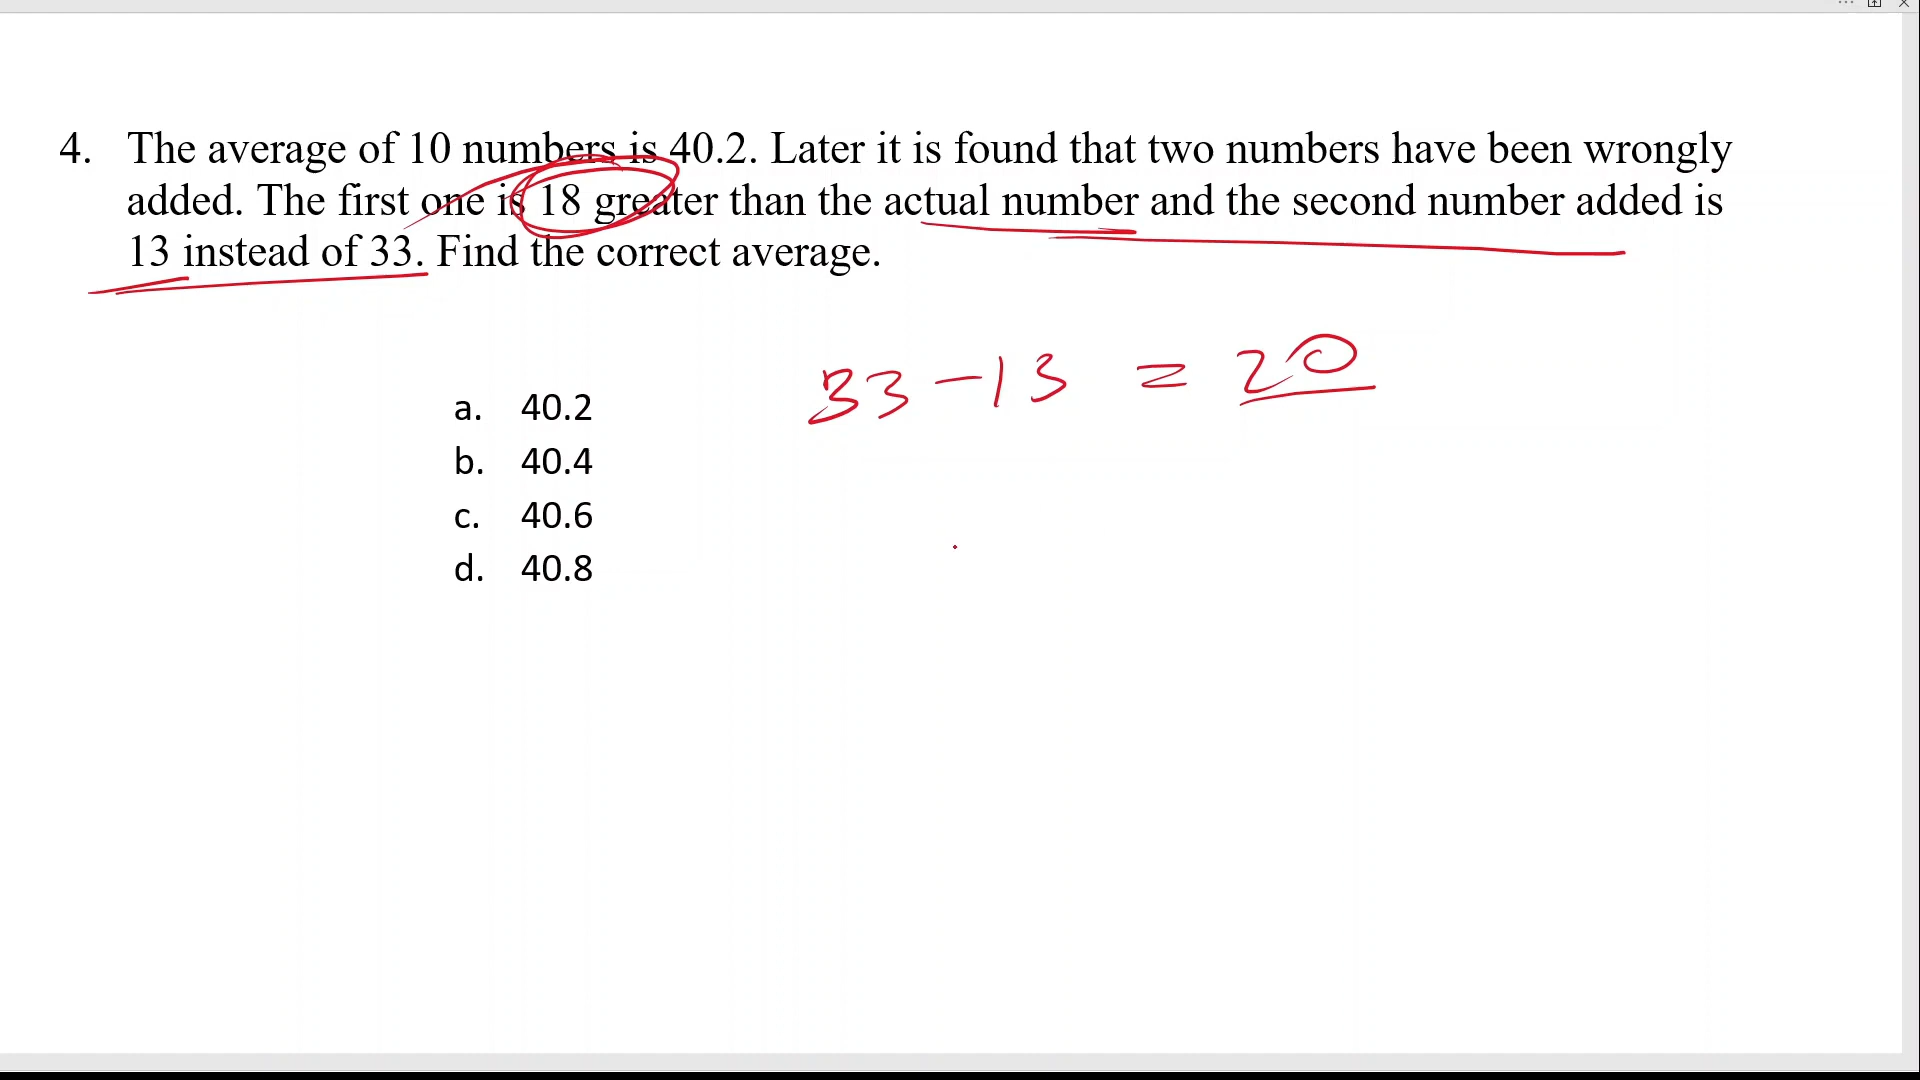 4. The average of 10 numbers is 40.2. Later it is found that two numbers have been wrongly
added. The first one is 18 greater than the actual number and the second number added is
13 instead of 33. Find the correct average.
33 - 13 = 20
a. 40.2
b. 40.4
c. 40.6
d. 40.8